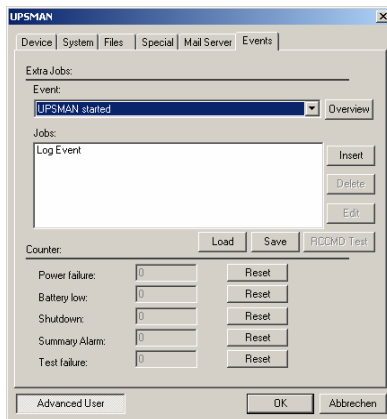 UPSMAN
Device System Files Special Mail Server Events
Extra Jobs:
Event:
UPSMAN started Overview
Jobs:
Log Event
Insert
Delete
Edit
Load Save RCCMD Test
Counter:
Power failure: 0 Reset
Battery low: 0 Reset
Shutdown: 0 Reset
Summary Alarm: 0 Reset
Test failure: 0 Reset
Advanced User OK Abbrechen